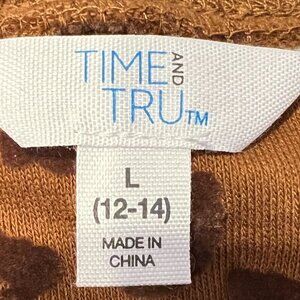 TIME AND
TRU™
L
(12-14)
MADE IN
CHINA